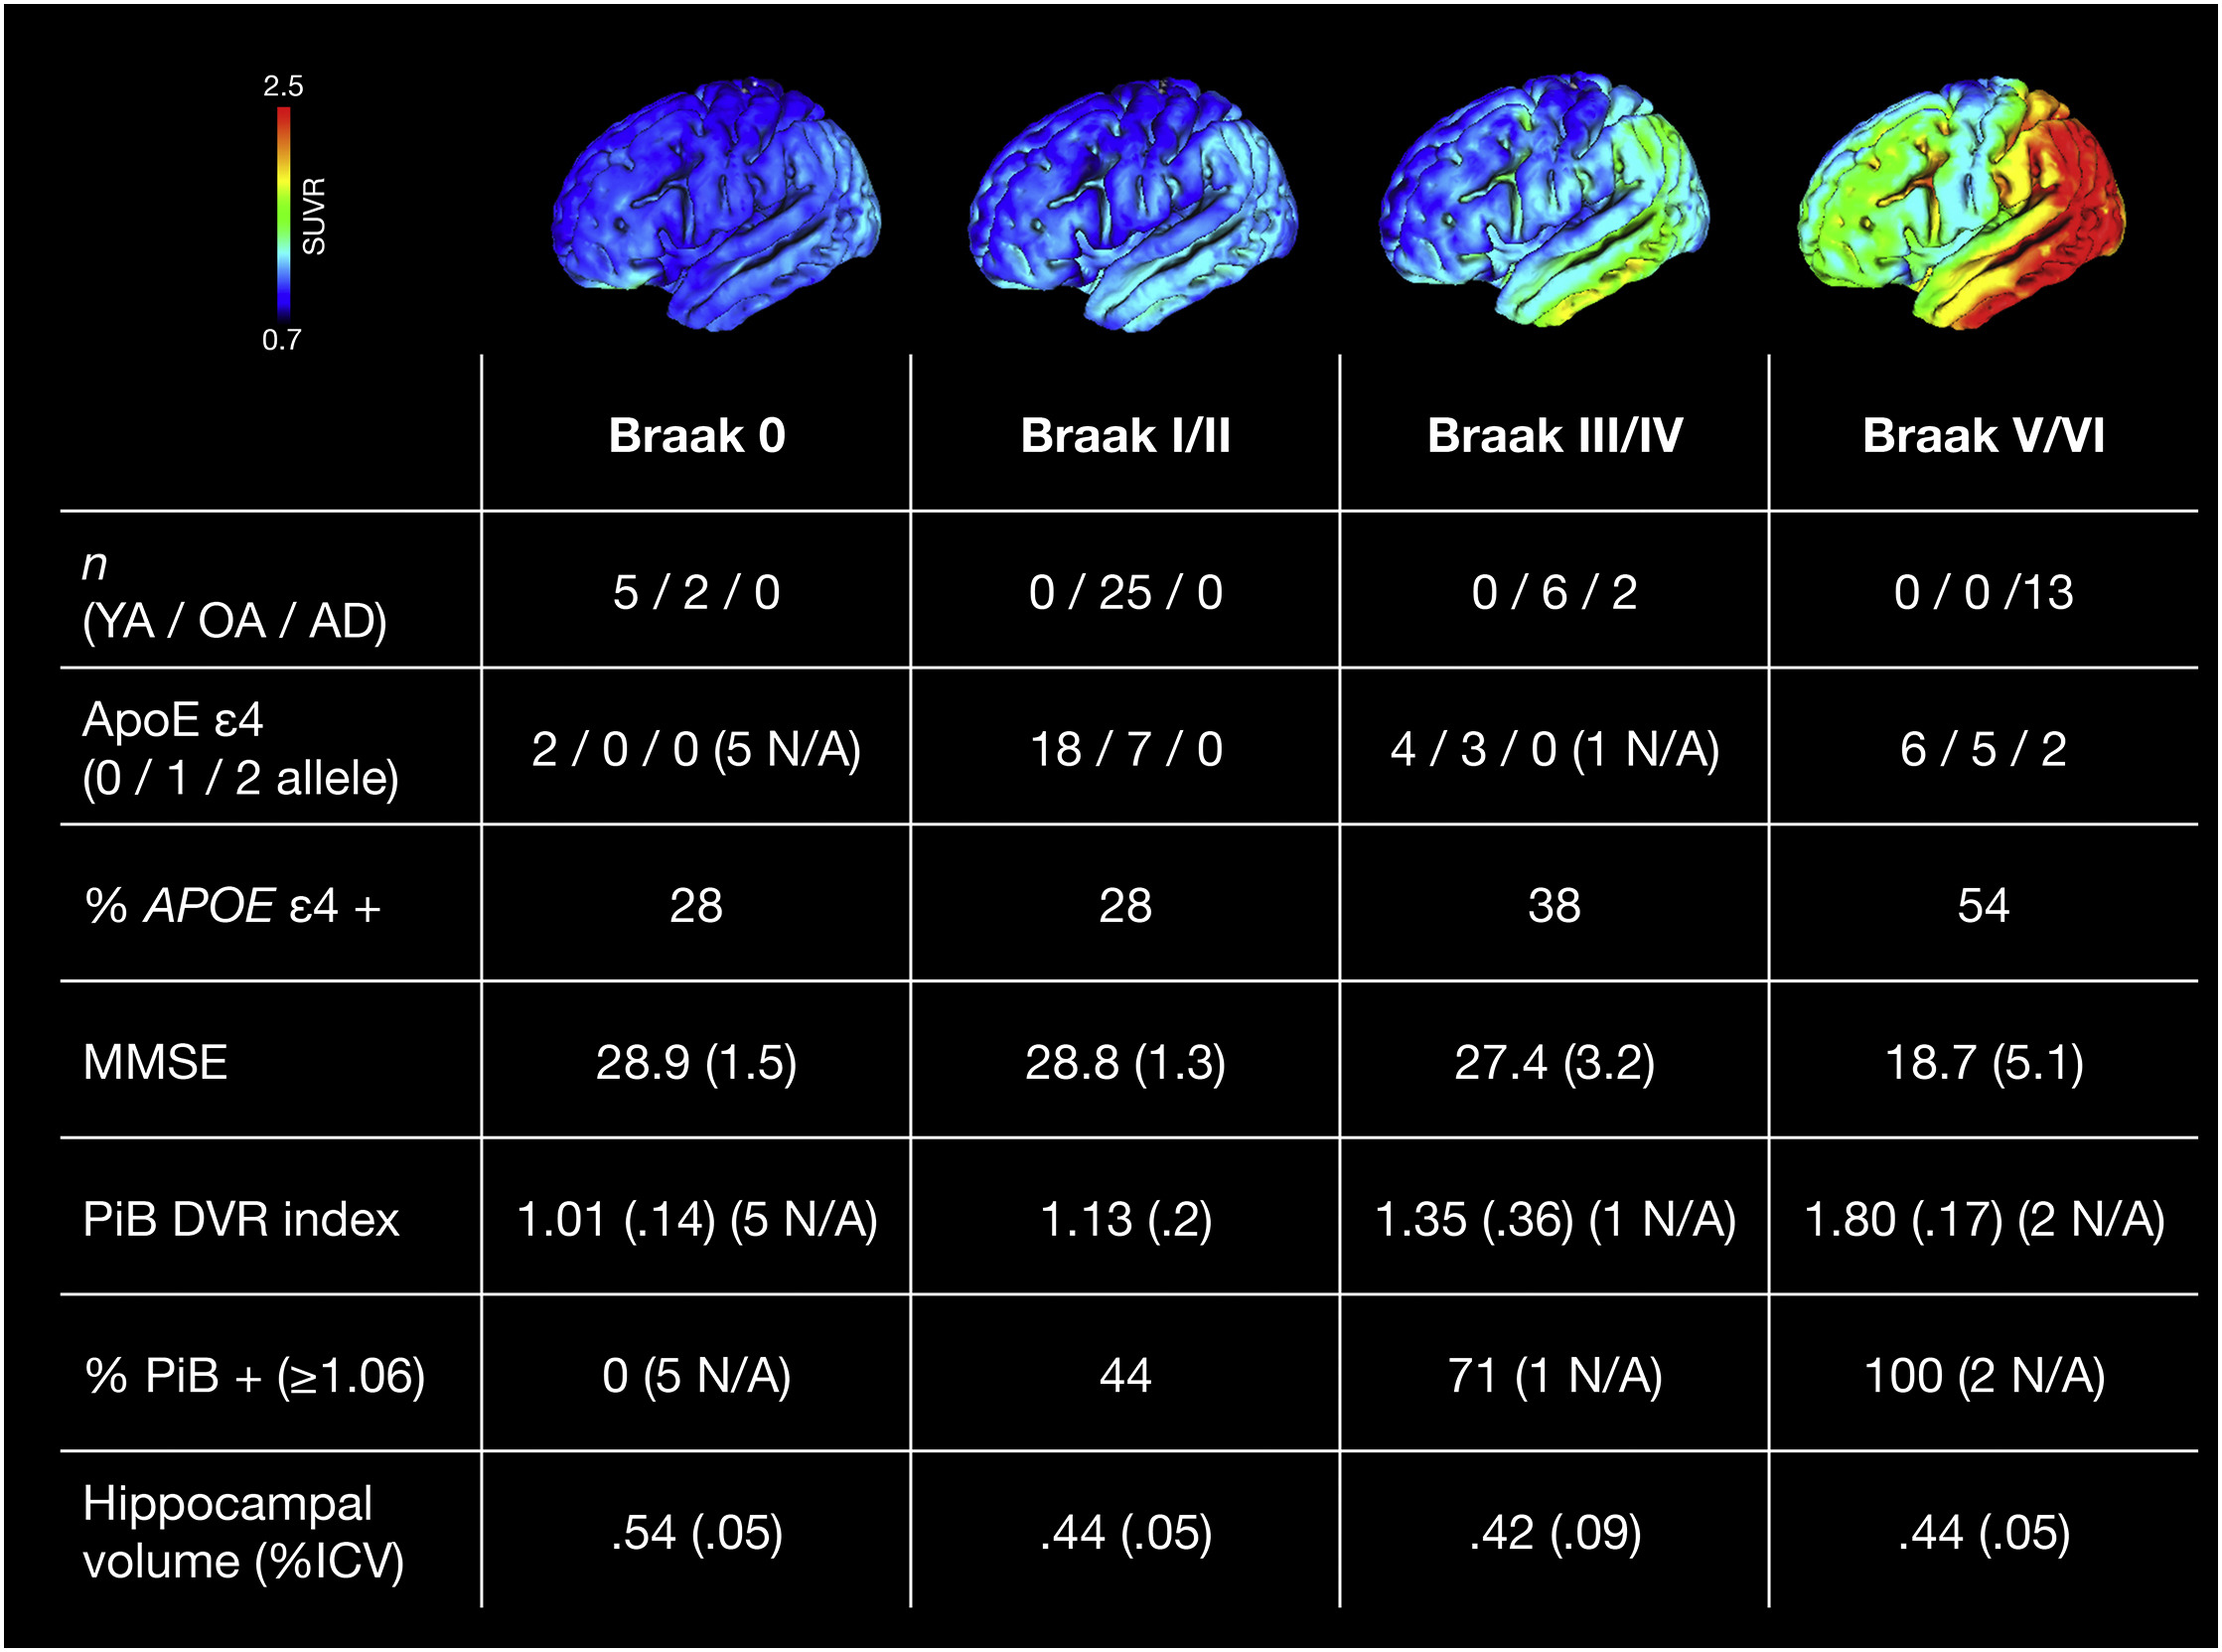 2.5
SUVR
0.7
Braak 0 Braak I/II Braak III/IV Braak V/VI
n
(YA / OA / AD) 5 / 2 / 0 0 / 25 / 0 0 / 6 / 2 0 / 0 /13
ApoE ε4
(0 / 1 / 2 allele) 2 / 0 / 0 (5 N/A) 18 / 7 / 0 4 / 3 / 0 (1 N/A) 6 / 5 / 2
% APOE ε4 + 28 28 38 54
MMSE 28.9 (1.5) 28.8 (1.3) 27.4 (3.2) 18.7 (5.1)
PiB DVR index 1.01 (.14) (5 N/A) 1.13 (.2) 1.35 (.36) (1 N/A) 1.80 (.17) (2 N/A)
% PiB + (≥1.06) 0 (5 N/A) 44 71 (1 N/A) 100 (2 N/A)
Hippocampal
volume (%ICV) .54 (.05) .44 (.05) .42 (.09) .44 (.05)